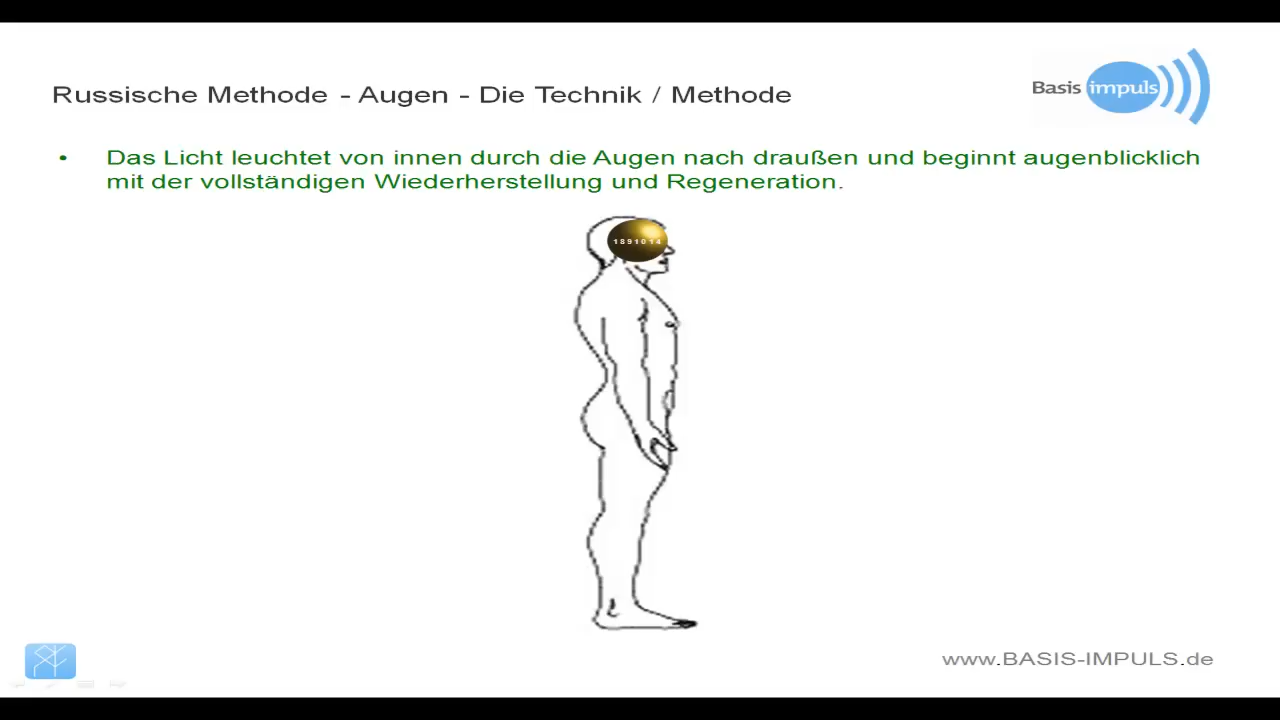 Russische Methode - Augen - Die Technik / Methode
Basis impuls
• Das Licht leuchtet von innen durch die Augen nach draußen und beginnt augenblicklich
mit der vollständigen Wiederherstellung und Regeneration.
1891014
www.BASIS-IMPULS.de